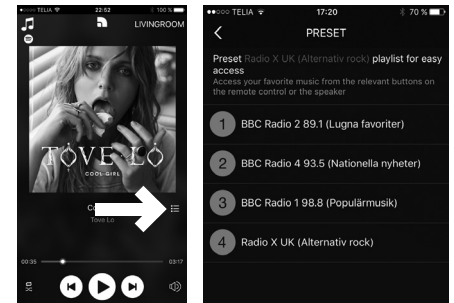 TELIA
22:52
100 %
LIVINGROOM
TOVE LO
COOL GIRL
Tove Lo
00:35
03:17
TELIA
17:20
70 %
PRESET
Preset Radio X UK (Alternativ rock) playlist for easy
access
Access your favorite music from the relevant buttons on
the remote control or the speaker
1 BBC Radio 2 89.1 (Lugna favoriter)
2 BBC Radio 4 93.5 (Nationella nyheter)
3 BBC Radio 1 98.8 (Populärmusik)
4 Radio X UK (Alternativ rock)